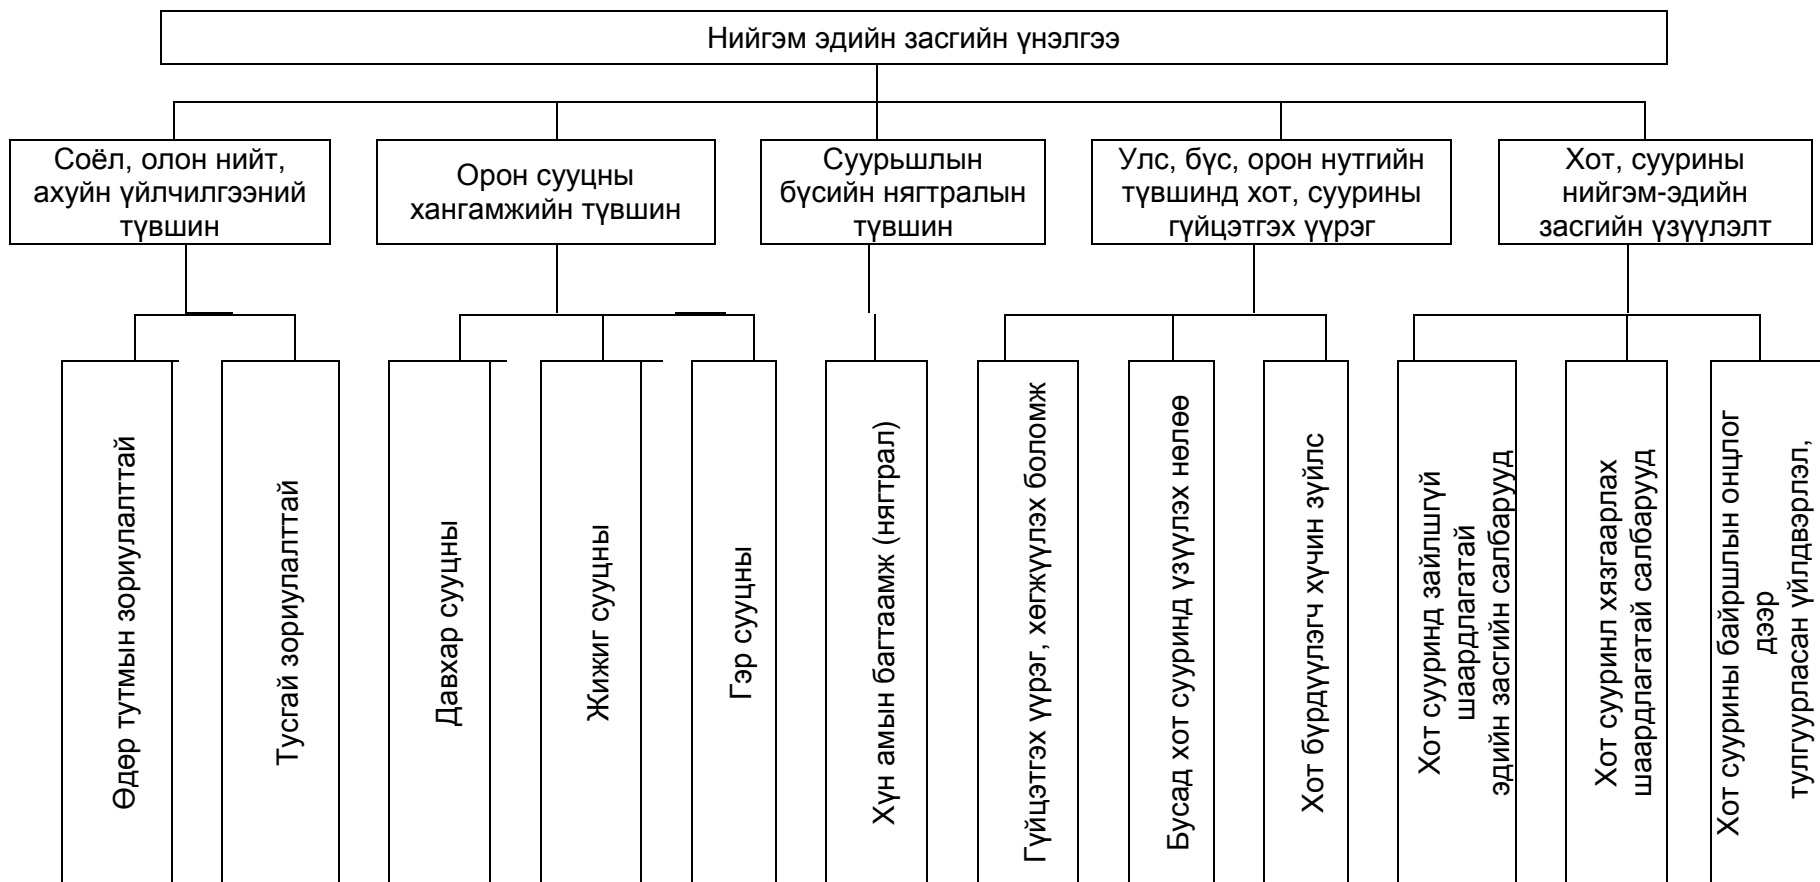 Нийгэм эдийн засгийн үнэлгээ
Соёл, олон нийт,
ахуйн үйлчилгээний
түвшин
Орон сууцны
хангамжийн түвшин
Суурьшлын
бүсийн нягтралын
түвшин
Улс, бүс, орон нутгийн
түвшинд хот, суурины
гүйцэтгэх үүрэг
Хот, суурины
нийгэм-эдийн
засгийн үзүүлэлт
Өдөр тутмын зориулалттай
Тусгай зориулалттай
Давхар сууцны
Жижиг сууцны
Гэр сууцны
Хүн амын багтаамж (нягтрал)
Гүйцэтгэх үүрэг, хөгжүүлэх боломж
Бусад хот сууринд үзүүлэх нөлөө
Хот бүрдүүлэгч хүчин зүйлс
Хот сууринд зайлшгүй
шаардлагатай
эдийн засгийн салбарууд
Хот сууринл хязгаарлах
шаардлагатай салбарууд
Хот суурины байршлын онцлог
дээр
тулгуурласан үйлдвэрлэл,